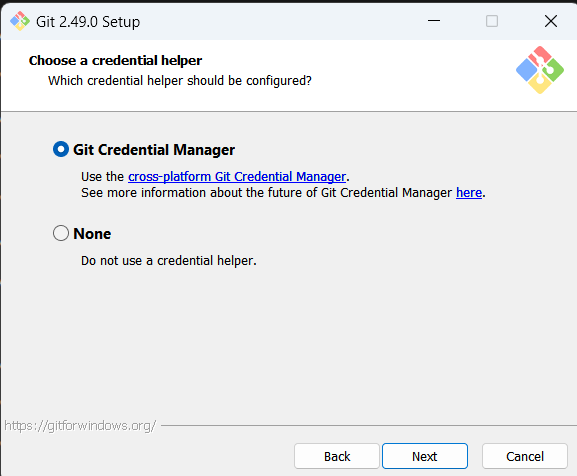 Git 2.49.0 Setup
Choose a credential helper
Which credential helper should be configured?
Git Credential Manager
Use the cross-platform Git Credential Manager.
See more information about the future of Git Credential Manager here.
None
Do not use a credential helper.
https://gitforwindows.org/
Back Next Cancel